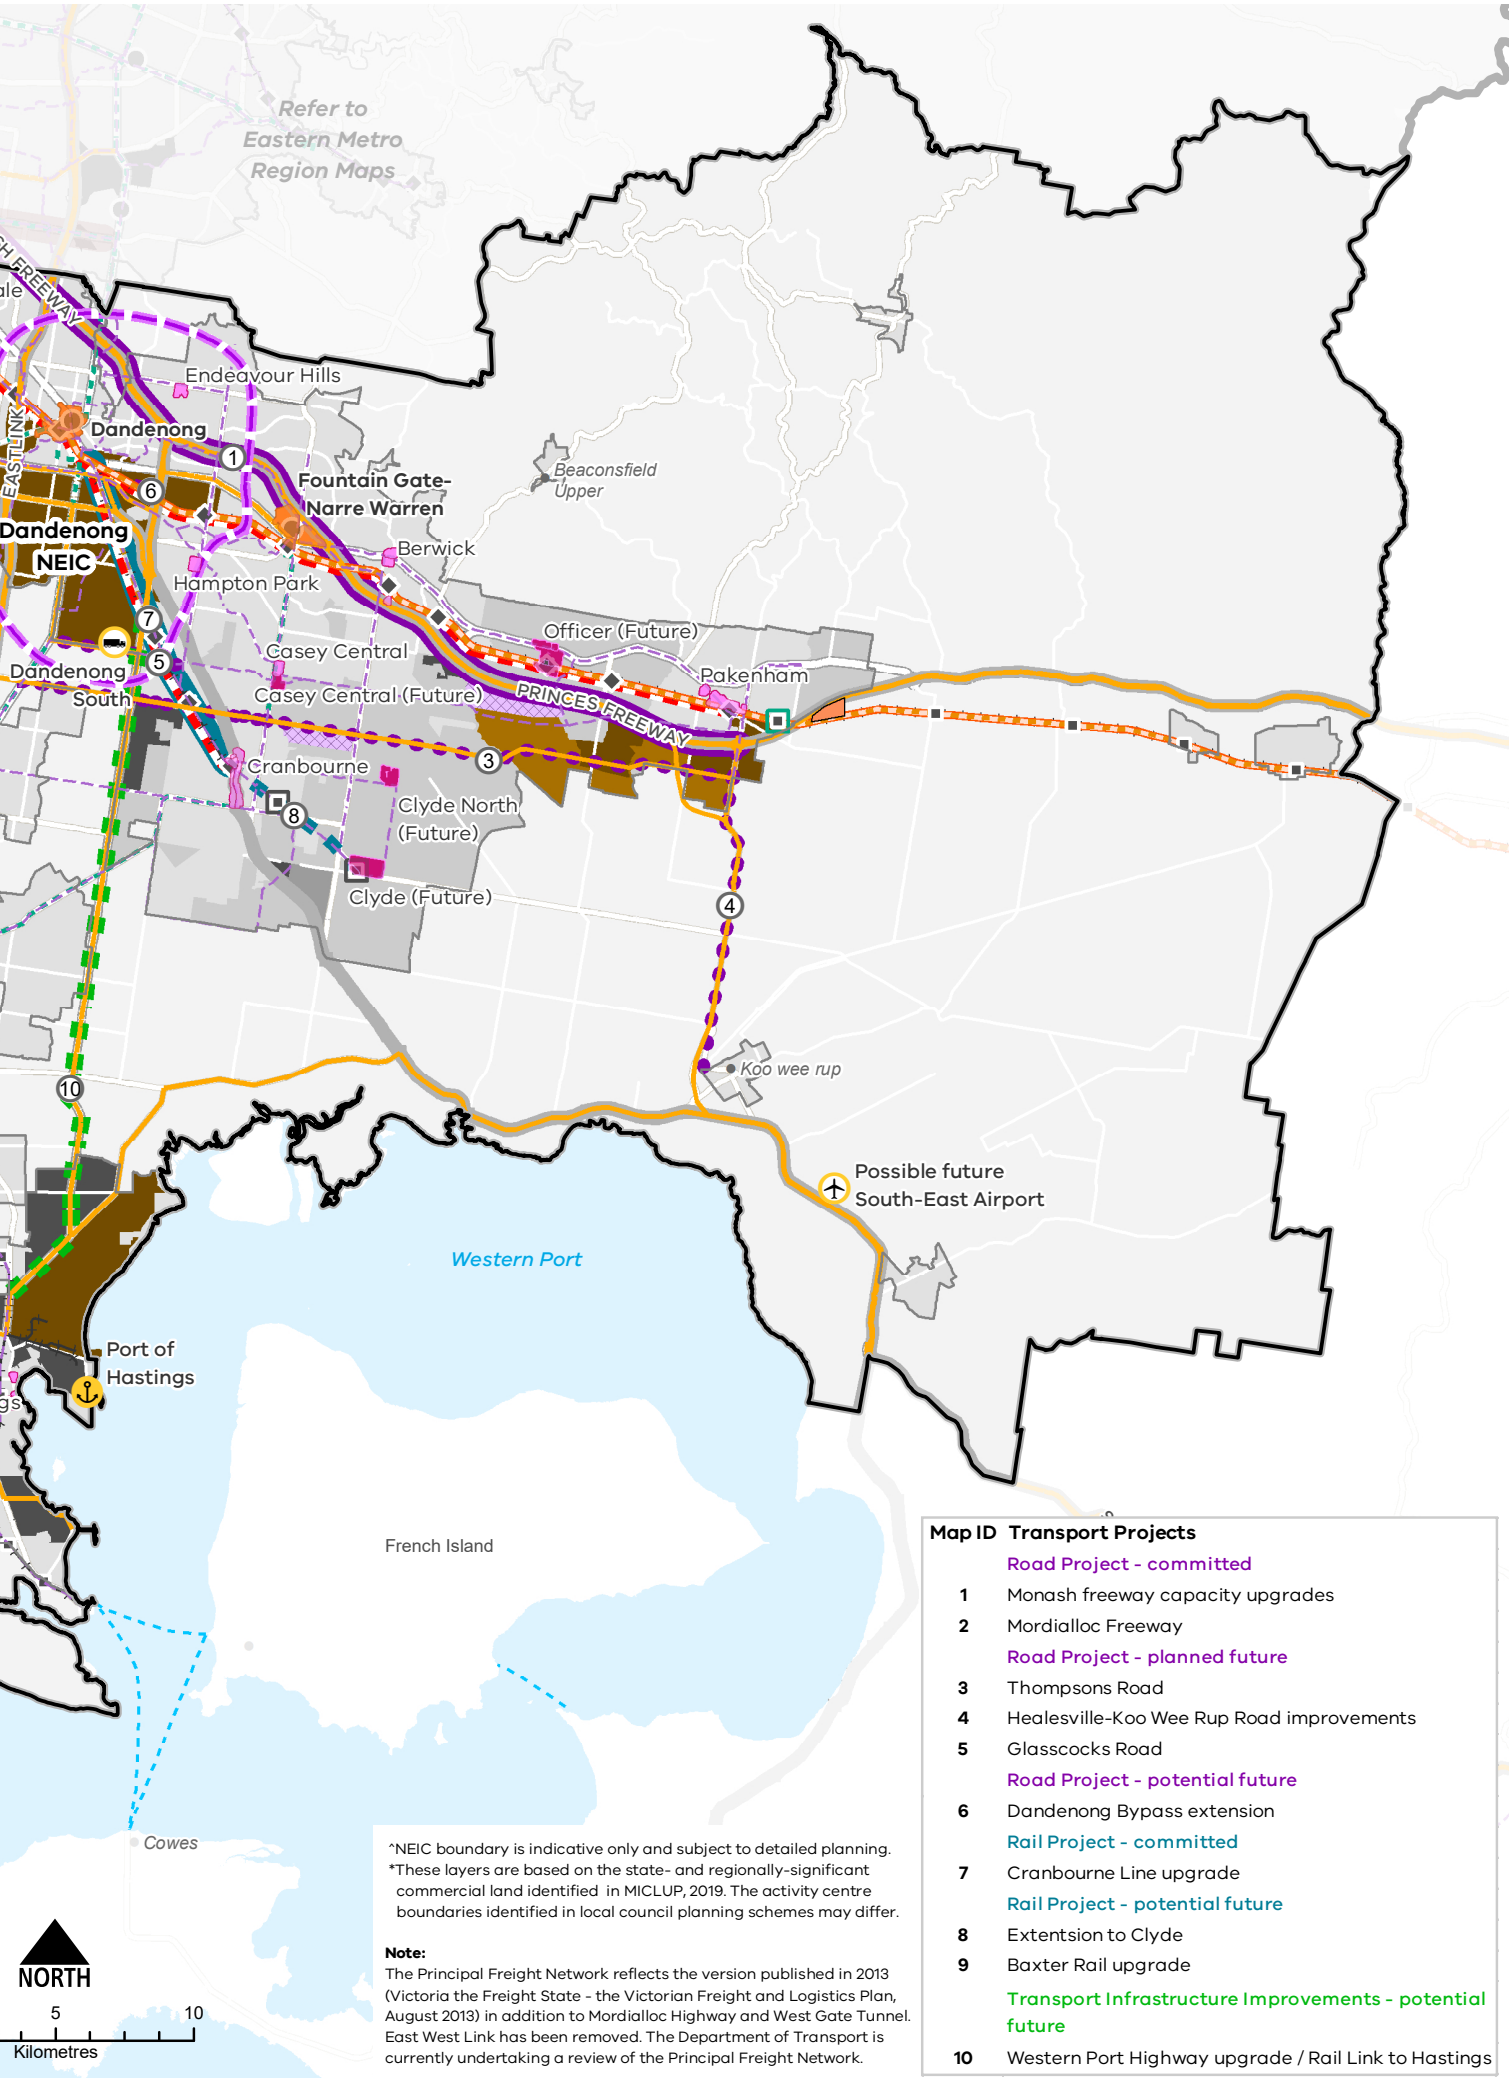 Refer to
Eastern Metro
Region Maps
FREEWAY
Endeavour Hills
EASTLINK
Dandenong
1
6
Fountain Gate-
Narre Warren
Beaconsfield
Upper
Dandenong
NEIC
Berwick
Hampton Park
7
Officer (Future)
Casey Central
5
Dandenong
South
Casey Central (Future)
Pakenham
PRINCES FREEWAY
3
Cranbourne
Clyde North
(Future)
8
Clyde (Future)
4
Koo wee rup
10
Possible future
South-East Airport
Western Port
Port of
Hastings
gs
French Island
Cowes
NORTH
5 10
Kilometres
^NEIC boundary is indicative only and subject to detailed planning.
*These layers are based on the state- and regionally-significant
commercial land identified in MICLUP, 2019. The activity centre
boundaries identified in local council planning schemes may differ.
Note:
The Principal Freight Network reflects the version published in 2013
(Victoria the Freight State - the Victorian Freight and Logistics Plan,
August 2013) in addition to Mordialloc Highway and West Gate Tunnel.
East West Link has been removed. The Department of Transport is
currently undertaking a review of the Principal Freight Network.
Map ID Transport Projects
Road Project - committed
1 Monash freeway capacity upgrades
2 Mordialloc Freeway
Road Project - planned future
3 Thompsons Road
4 Healesville-Koo Wee Rup Road improvements
5 Glasscocks Road
Road Project - potential future
6 Dandenong Bypass extension
Rail Project - committed
7 Cranbourne Line upgrade
Rail Project - potential future
8 Extentsion to Clyde
9 Baxter Rail upgrade
Transport Infrastructure Improvements - potential
future
10 Western Port Highway upgrade / Rail Link to Hastings